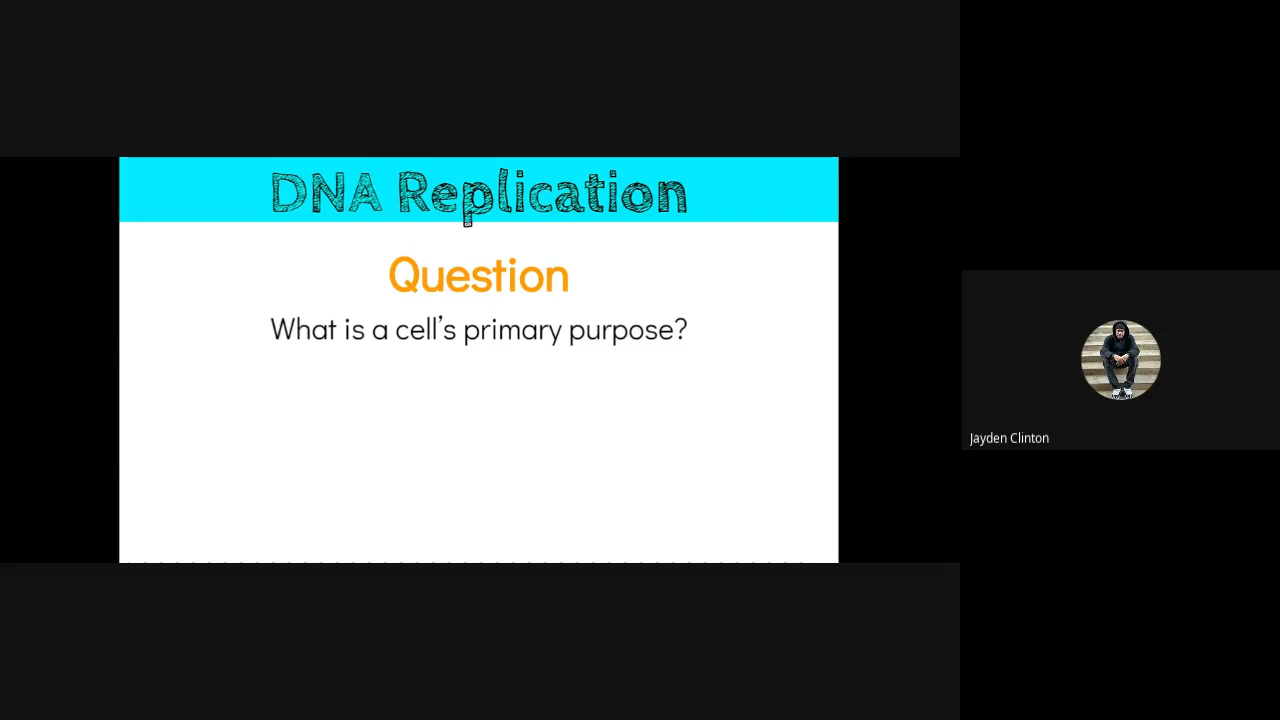 DNA Replication
Question
What is a cell’s primary purpose?
Jayden Clinton